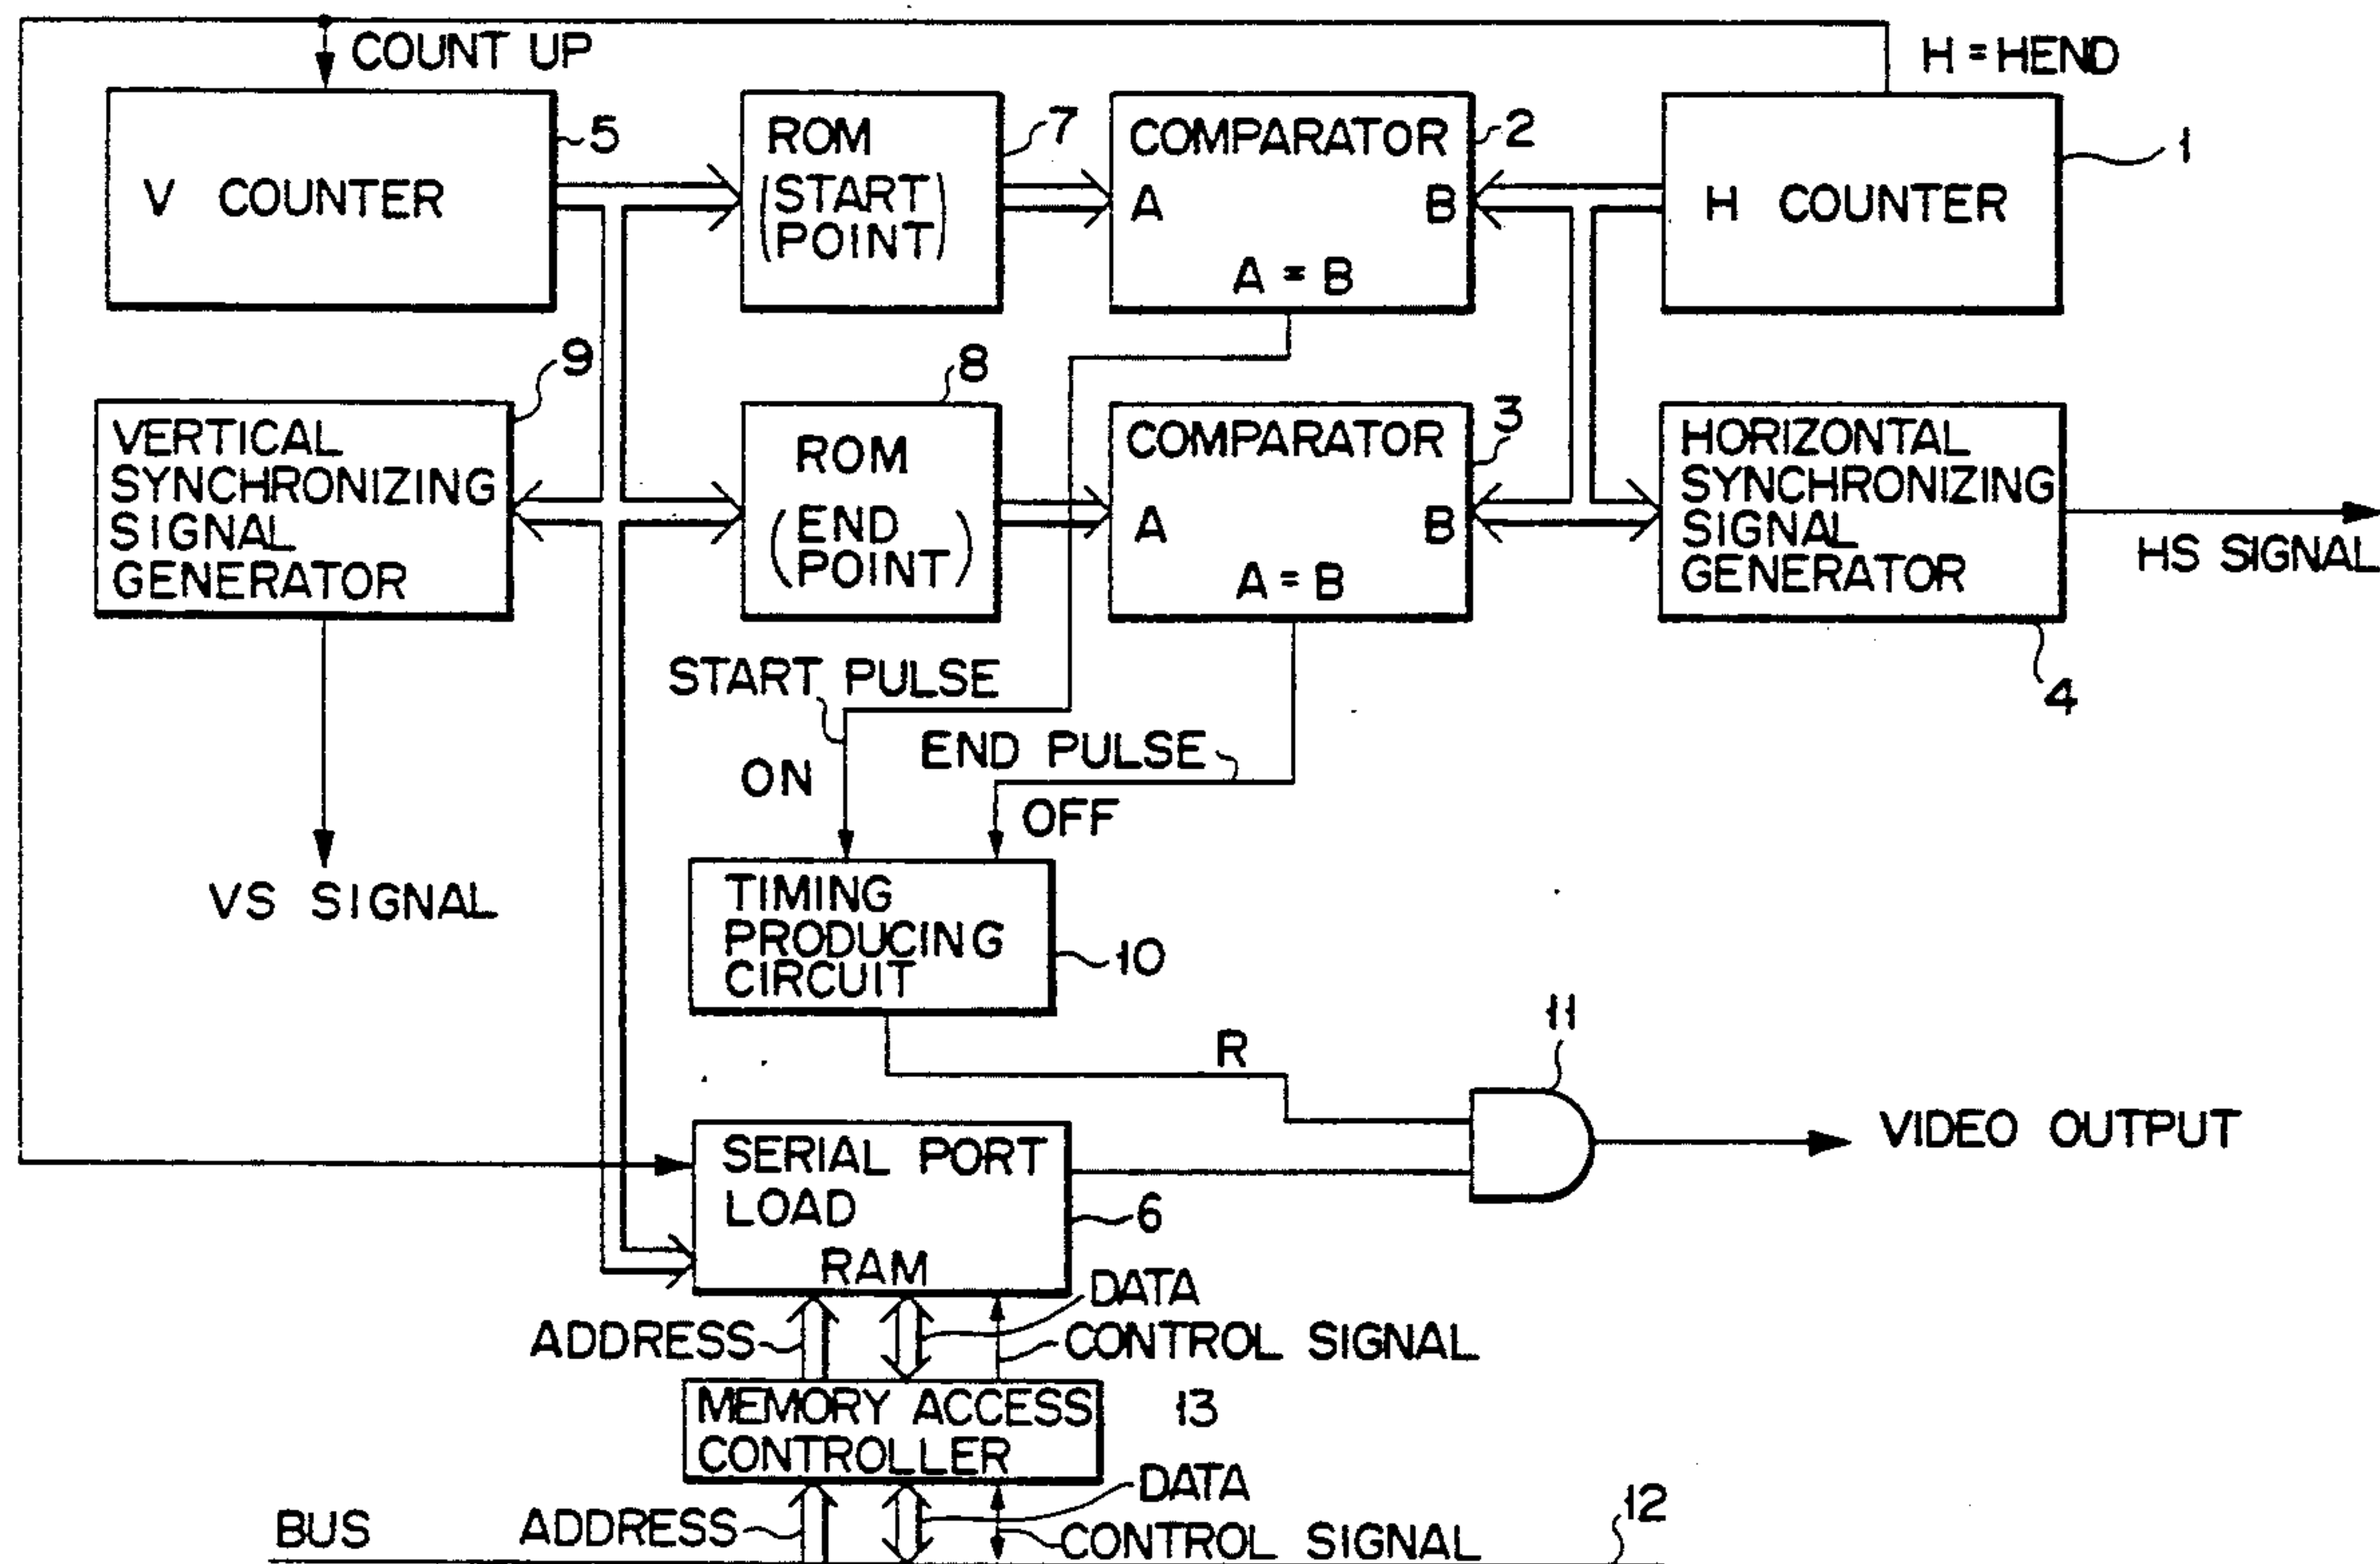 COUNT UP
H = HEND
5
V COUNTER
7
ROM
(START
POINT)
2
COMPARATOR
A
B
A = B
1
H COUNTER
9
VERTICAL
SYNCHRONIZING
SIGNAL
GENERATOR
8
ROM
(END
POINT)
3
COMPARATOR
A
B
A = B
HORIZONTAL
SYNCHRONIZING
SIGNAL
GENERATOR
4
HS SIGNAL
START PULSE
ON
END PULSE
OFF
VS SIGNAL
TIMING
PRODUCING
CIRCUIT
10
R
11
VIDEO OUTPUT
SERIAL PORT
LOAD
RAM
6
ADDRESS
DATA
CONTROL SIGNAL
MEMORY ACCESS
CONTROLLER
13
BUS
ADDRESS
DATA
CONTROL SIGNAL
12